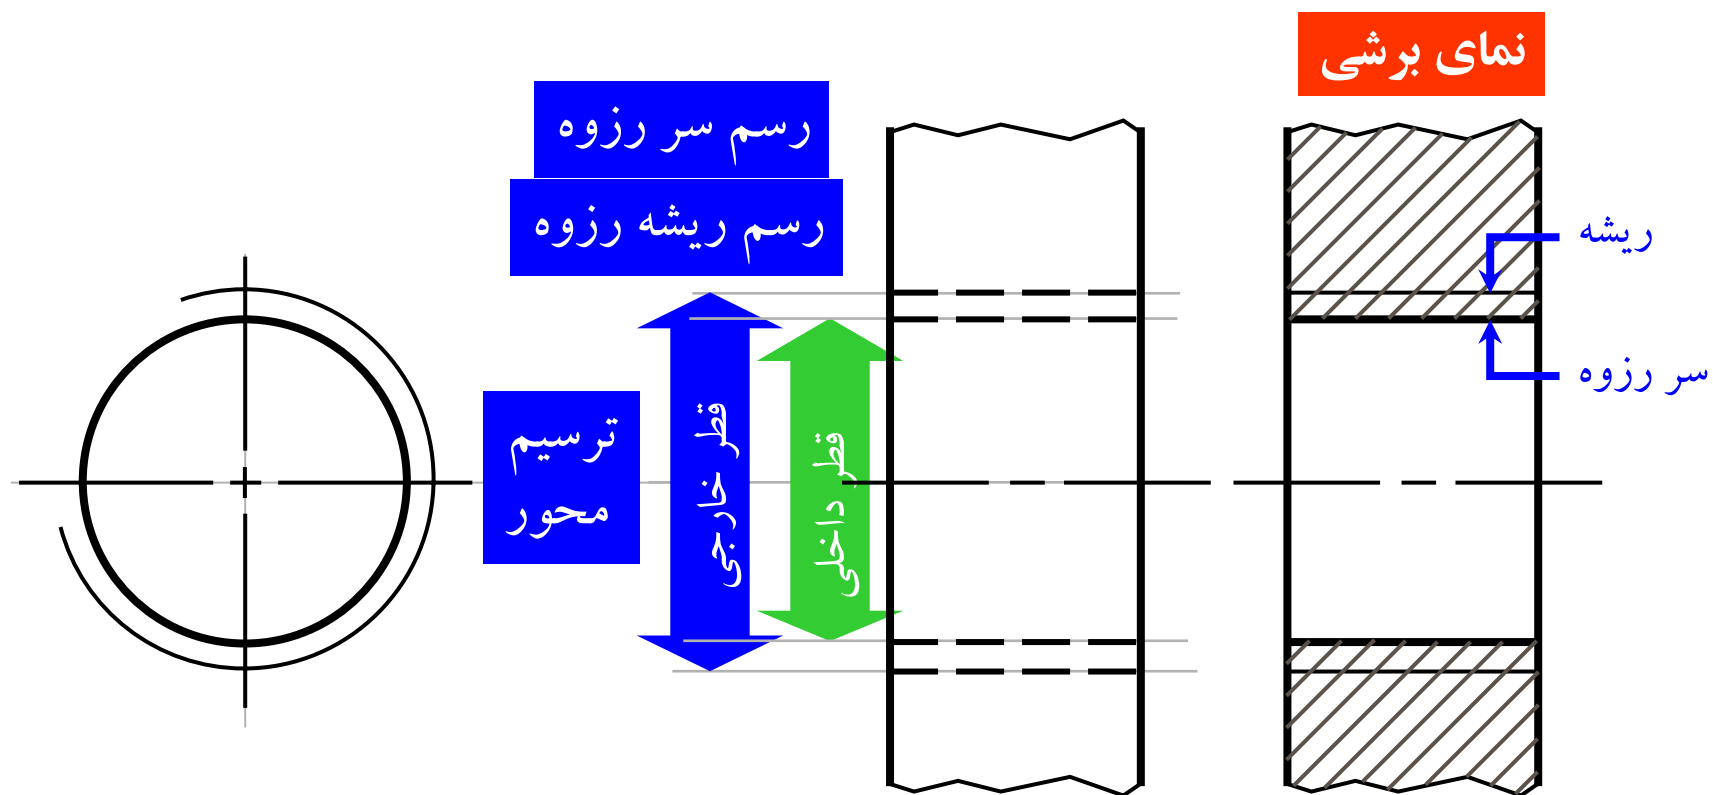 نمای برشی
رسم سر رزوه
رسم ریشه رزوه
ریشه
سر رزوه
ترسیم
محور
قطر خارجی
قطر داخلی